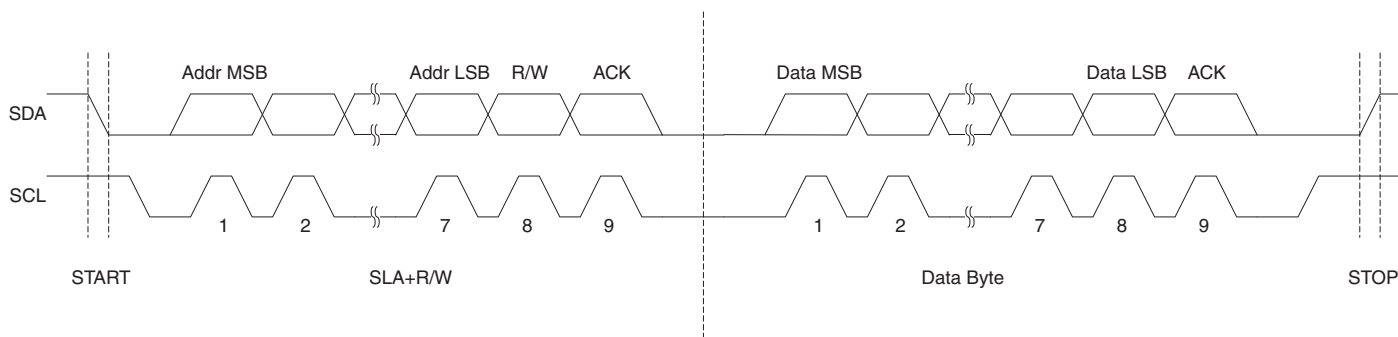 Addr MSB Addr LSB R/W ACK Data MSB Data LSB ACK
SDA
SCL
1 2 7 8 9 1 2 7 8 9
START SLA+R/W Data Byte STOP